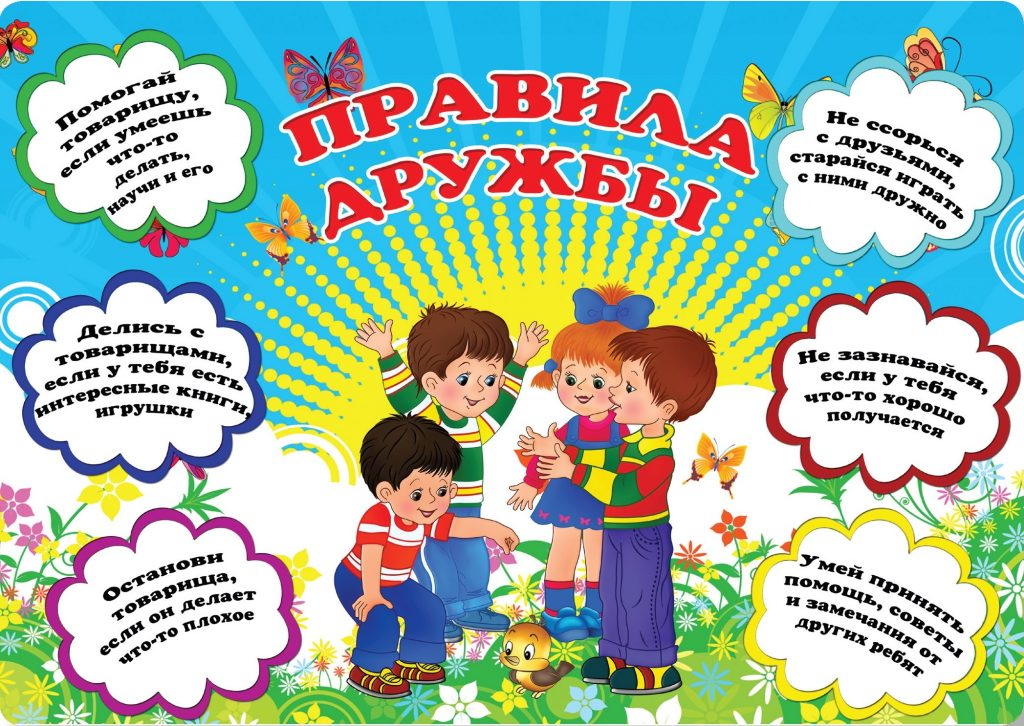 ПРАВИЛА
ДРУЖБЫ
Помогай
товарищу,
если умеешь
что-то
делать,
научи и его
Делись с
товарищами,
если у тебя есть
интересные книги,
игрушки
Останови
товарища,
если он делает
что-то плохое
Не ссорься
с друзьями,
старайся играть
с ними дружно
Не зазнавайся,
если у тебя
что-то хорошо
получается
Умей принять
помощь, советы
и замечания от
других ребят